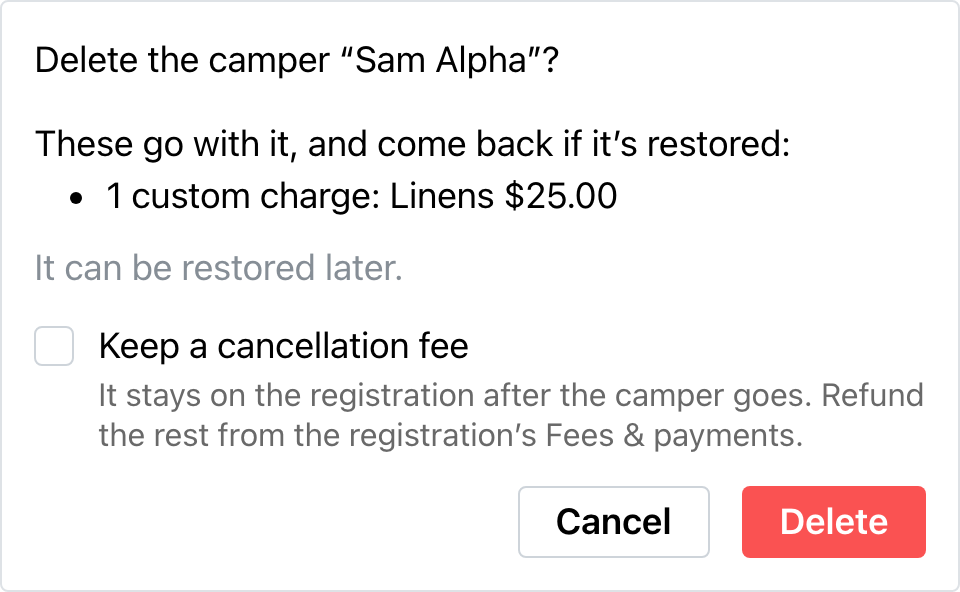 Delete the camper “Sam Alpha”?
These go with it, and come back if it’s restored:
• 1 custom charge: Linens $25.00
It can be restored later.
Keep a cancellation fee
It stays on the registration after the camper goes. Refund
the rest from the registration’s Fees & payments.
Cancel
Delete